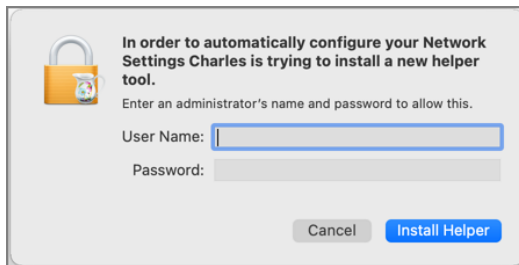 In order to automatically configure your Network
Settings Charles is trying to install a new helper
tool.
Enter an administrator's name and password to allow this.
User Name:
Password:
Cancel Install Helper